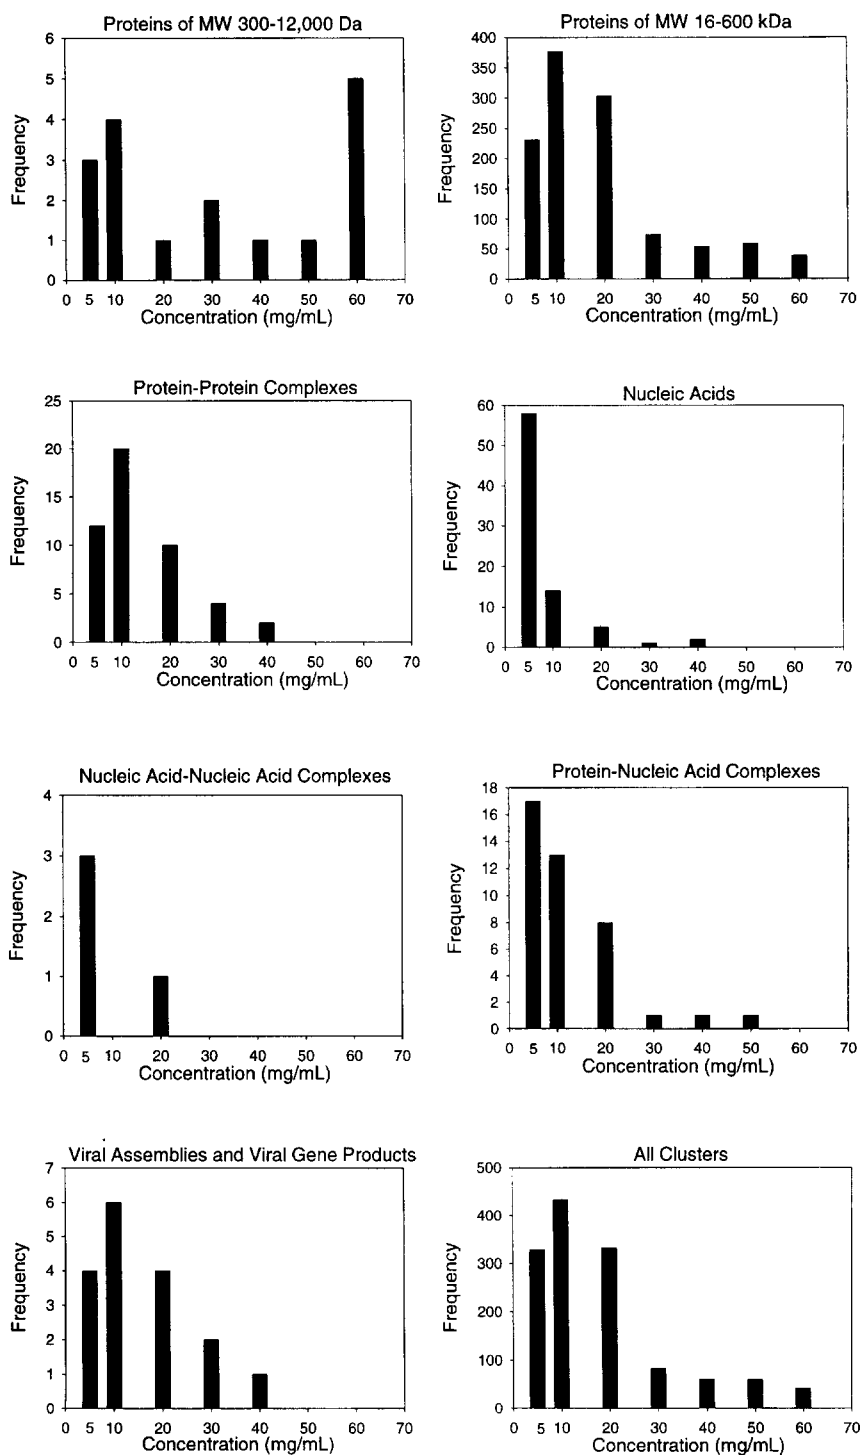 Proteins of MW 300-12,000 Da
6
5
4
3
2
1
0
Frequency
0 5 10 20 30 40 50 60 70
Concentration (mg/mL)
Proteins of MW 16-600 kDa
400
350
300
250
200
150
100
50
0
Frequency
0 5 10 20 30 40 50 60 70
Concentration (mg/mL)
Protein-Protein Complexes
25
20
15
10
5
0
Frequency
0 5 10 20 30 40 50 60 70
Concentration (mg/mL)
Nucleic Acids
60
50
40
30
20
10
0
Frequency
0 5 10 20 30 40 50 60 70
Concentration (mg/mL)
Nucleic Acid-Nucleic Acid Complexes
4
3
2
1
0
Frequency
0 5 10 20 30 40 50 60 70
Concentration (mg/mL)
Protein-Nucleic Acid Complexes
18
16
14
12
10
8
6
4
2
0
Frequency
0 5 10 20 30 40 50 60 70
Concentration (mg/mL)
Viral Assemblies and Viral Gene Products
7
6
5
4
3
2
1
0
Frequency
0 5 10 20 30 40 50 60 70
Concentration (mg/mL)
All Clusters
500
400
300
200
100
0
Frequency
0 5 10 20 30 40 50 60 70
Concentration (mg/mL)